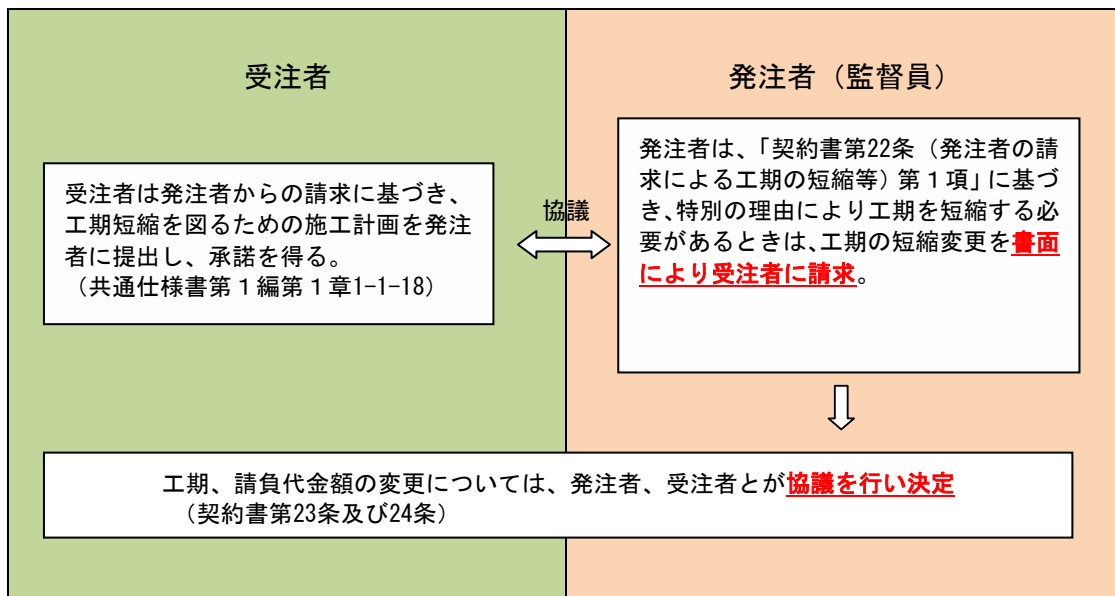 受注者
発注者（監督員）
受注者は発注者からの請求に基づき、
工期短縮を図るための施工計画を発注
者に提出し、承諾を得る。
（共通仕様書第１編第１章1-1-18）
協議
発注者は、「契約書第22条（発注者の請
求による工期の短縮等）第１項」に基づ
き、特別の理由により工期を短縮する必
要があるときは、工期の短縮変更を書面
により受注者に請求。
工期、請負代金額の変更については、発注者、受注者とが協議を行い決定
（契約書第23条及び24条）